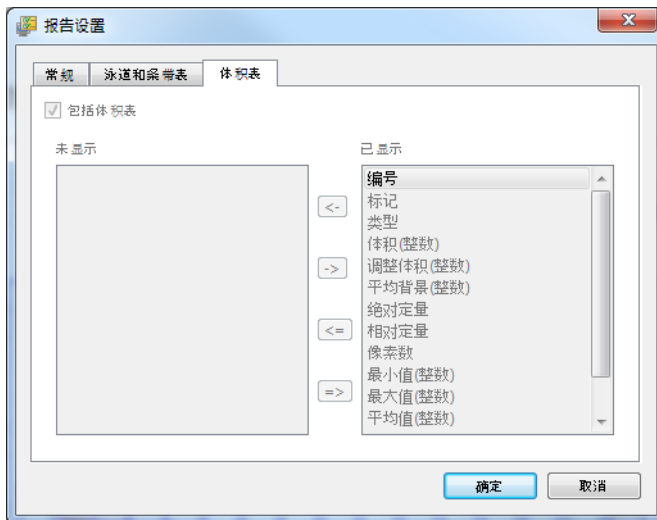 报告设置
常规 泳道和条带表 体积表
包括体积表
未显示 已显示
编号
标记
<- 类型
体积(整数)
-> 调整体积(整数)
平均背景(整数)
绝对定量
<= 相对定量
像素数
最小值(整数)
=> 最大值(整数)
平均值(整数)
确定 取消